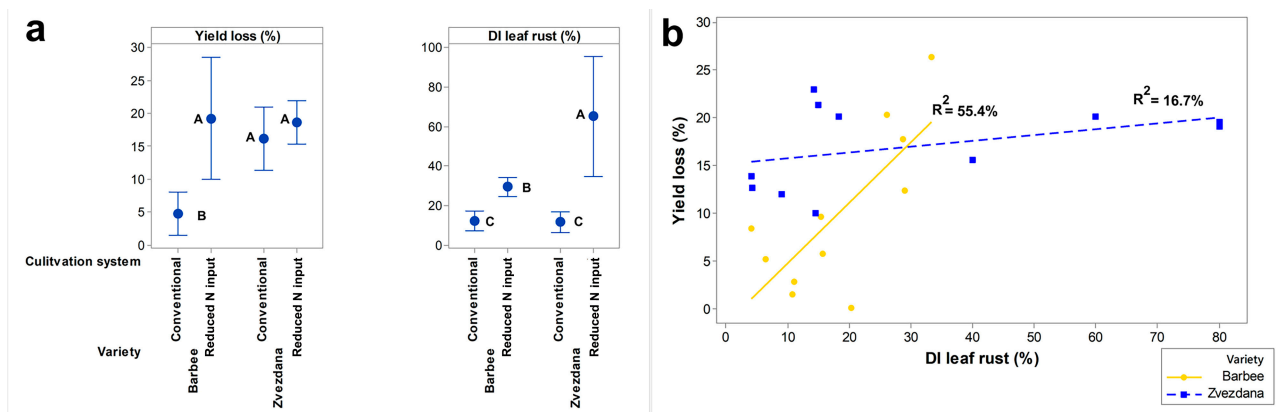 a
Yield loss (%)
30
25
20
15
10
5
0
A
A
A
B
DI leaf rust (%)
100
80
60
40
20
0
A
B
C
C
Culitvation system
Conventional
Reduced N input
Conventional
Reduced N input
Conventional
Reduced N input
Conventional
Reduced N input
Variety
Barbee
Zvezdana
Barbee
Zvezdana
b
Yield loss (%)
30
25
20
15
10
5
0
R² = 55.4%
R² = 16.7%
0 10 20 30 40 50 60 70 80
DI leaf rust (%)
Variety
Barbee
Zvezdana